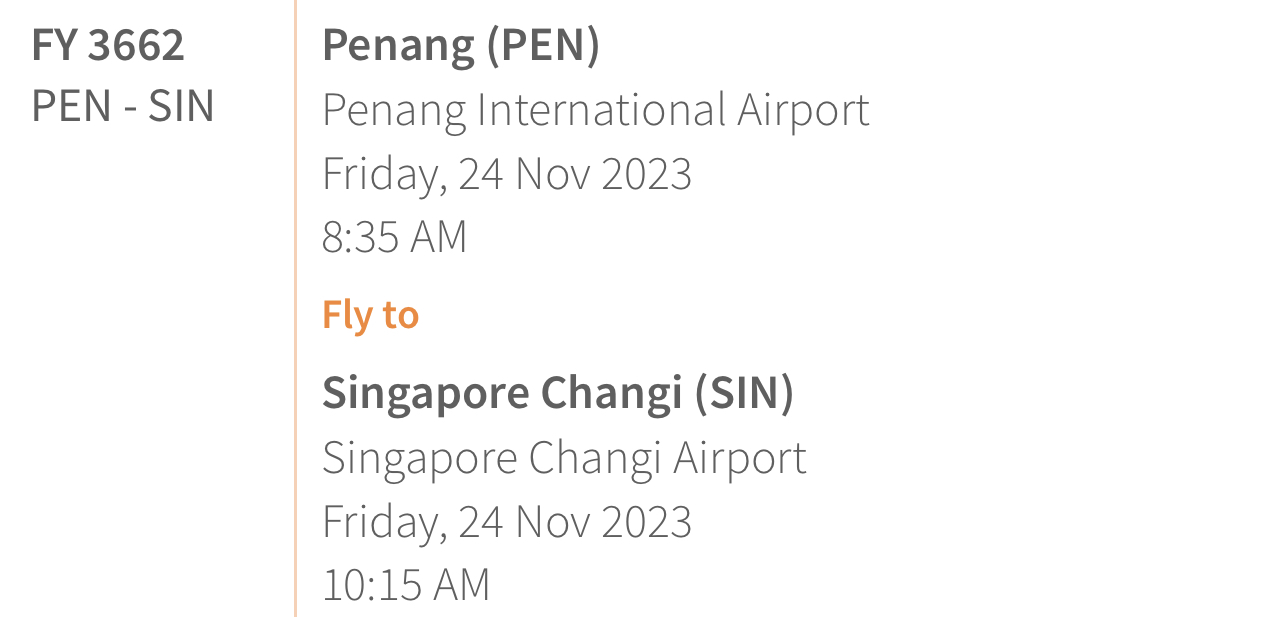 FY 3662
PEN - SIN
Penang (PEN)
Penang International Airport
Friday, 24 Nov 2023
8:35 AM
Fly to
Singapore Changi (SIN)
Singapore Changi Airport
Friday, 24 Nov 2023
10:15 AM